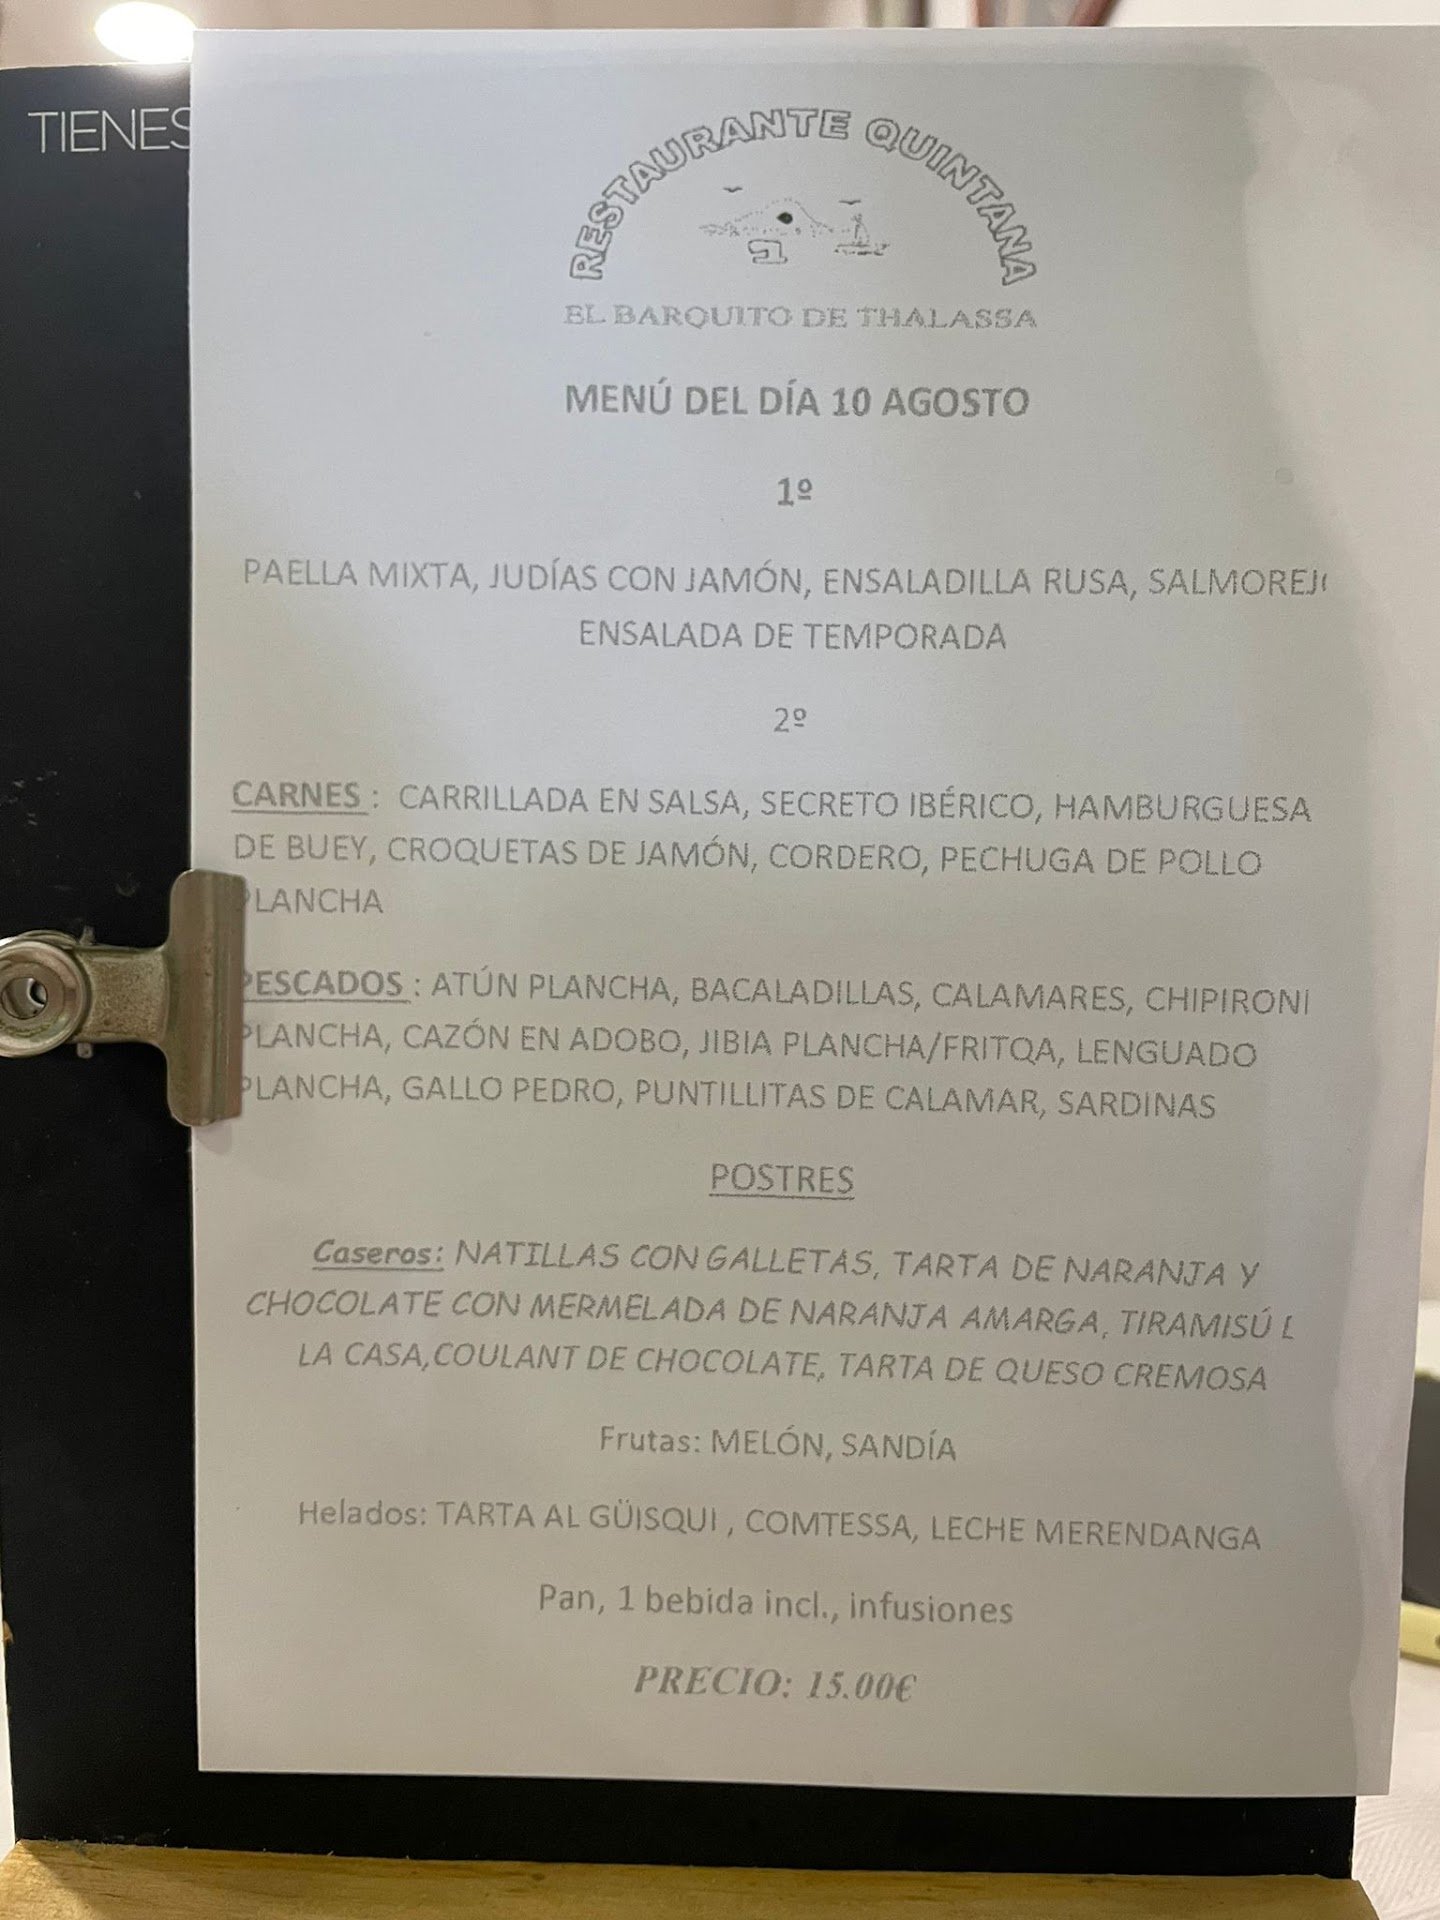 TIENES
RESTAURANTE QUINTANA
1
EL BARQUITO DE THALASSA
MENÚ DEL DÍA 10 AGOSTO
1º
PAELLA MIXTA, JUDÍAS CON JAMÓN, ENSALADILLA RUSA, SALMOREJ
ENSALADA DE TEMPORADA
2º
CARNES : CARRILLADA EN SALSA, SECRETO IBÉRICO, HAMBURGUESA
DE BUEY, CROQUETAS DE JAMÓN, CORDERO, PECHUGA DE POLLO
PLANCHA
PESCADOS : ATÚN PLANCHA, BACALADILLAS, CALAMARES, CHIPIRONI
PLANCHA, CAZÓN EN ADOBO, JIBIA PLANCHA/FRITQA, LENGUADO
PLANCHA, GALLO PEDRO, PUNTILLITAS DE CALAMAR, SARDINAS
POSTRES
Caseros: NATILLAS CON GALLETAS, TARTA DE NARANJA Y
CHOCOLATE CON MERMELADA DE NARANJA AMARGA, TIRAMISÚ
LA CASA,COULANT DE CHOCOLATE, TARTA DE QUESO CREMOSA
Frutas: MELÓN, SANDÍA
Helados: TARTA AL GÜISQUI , COMTESSA, LECHE MERENDANGA
Pan, 1 bebida incl., infusiones
PRECIO: 15.00€